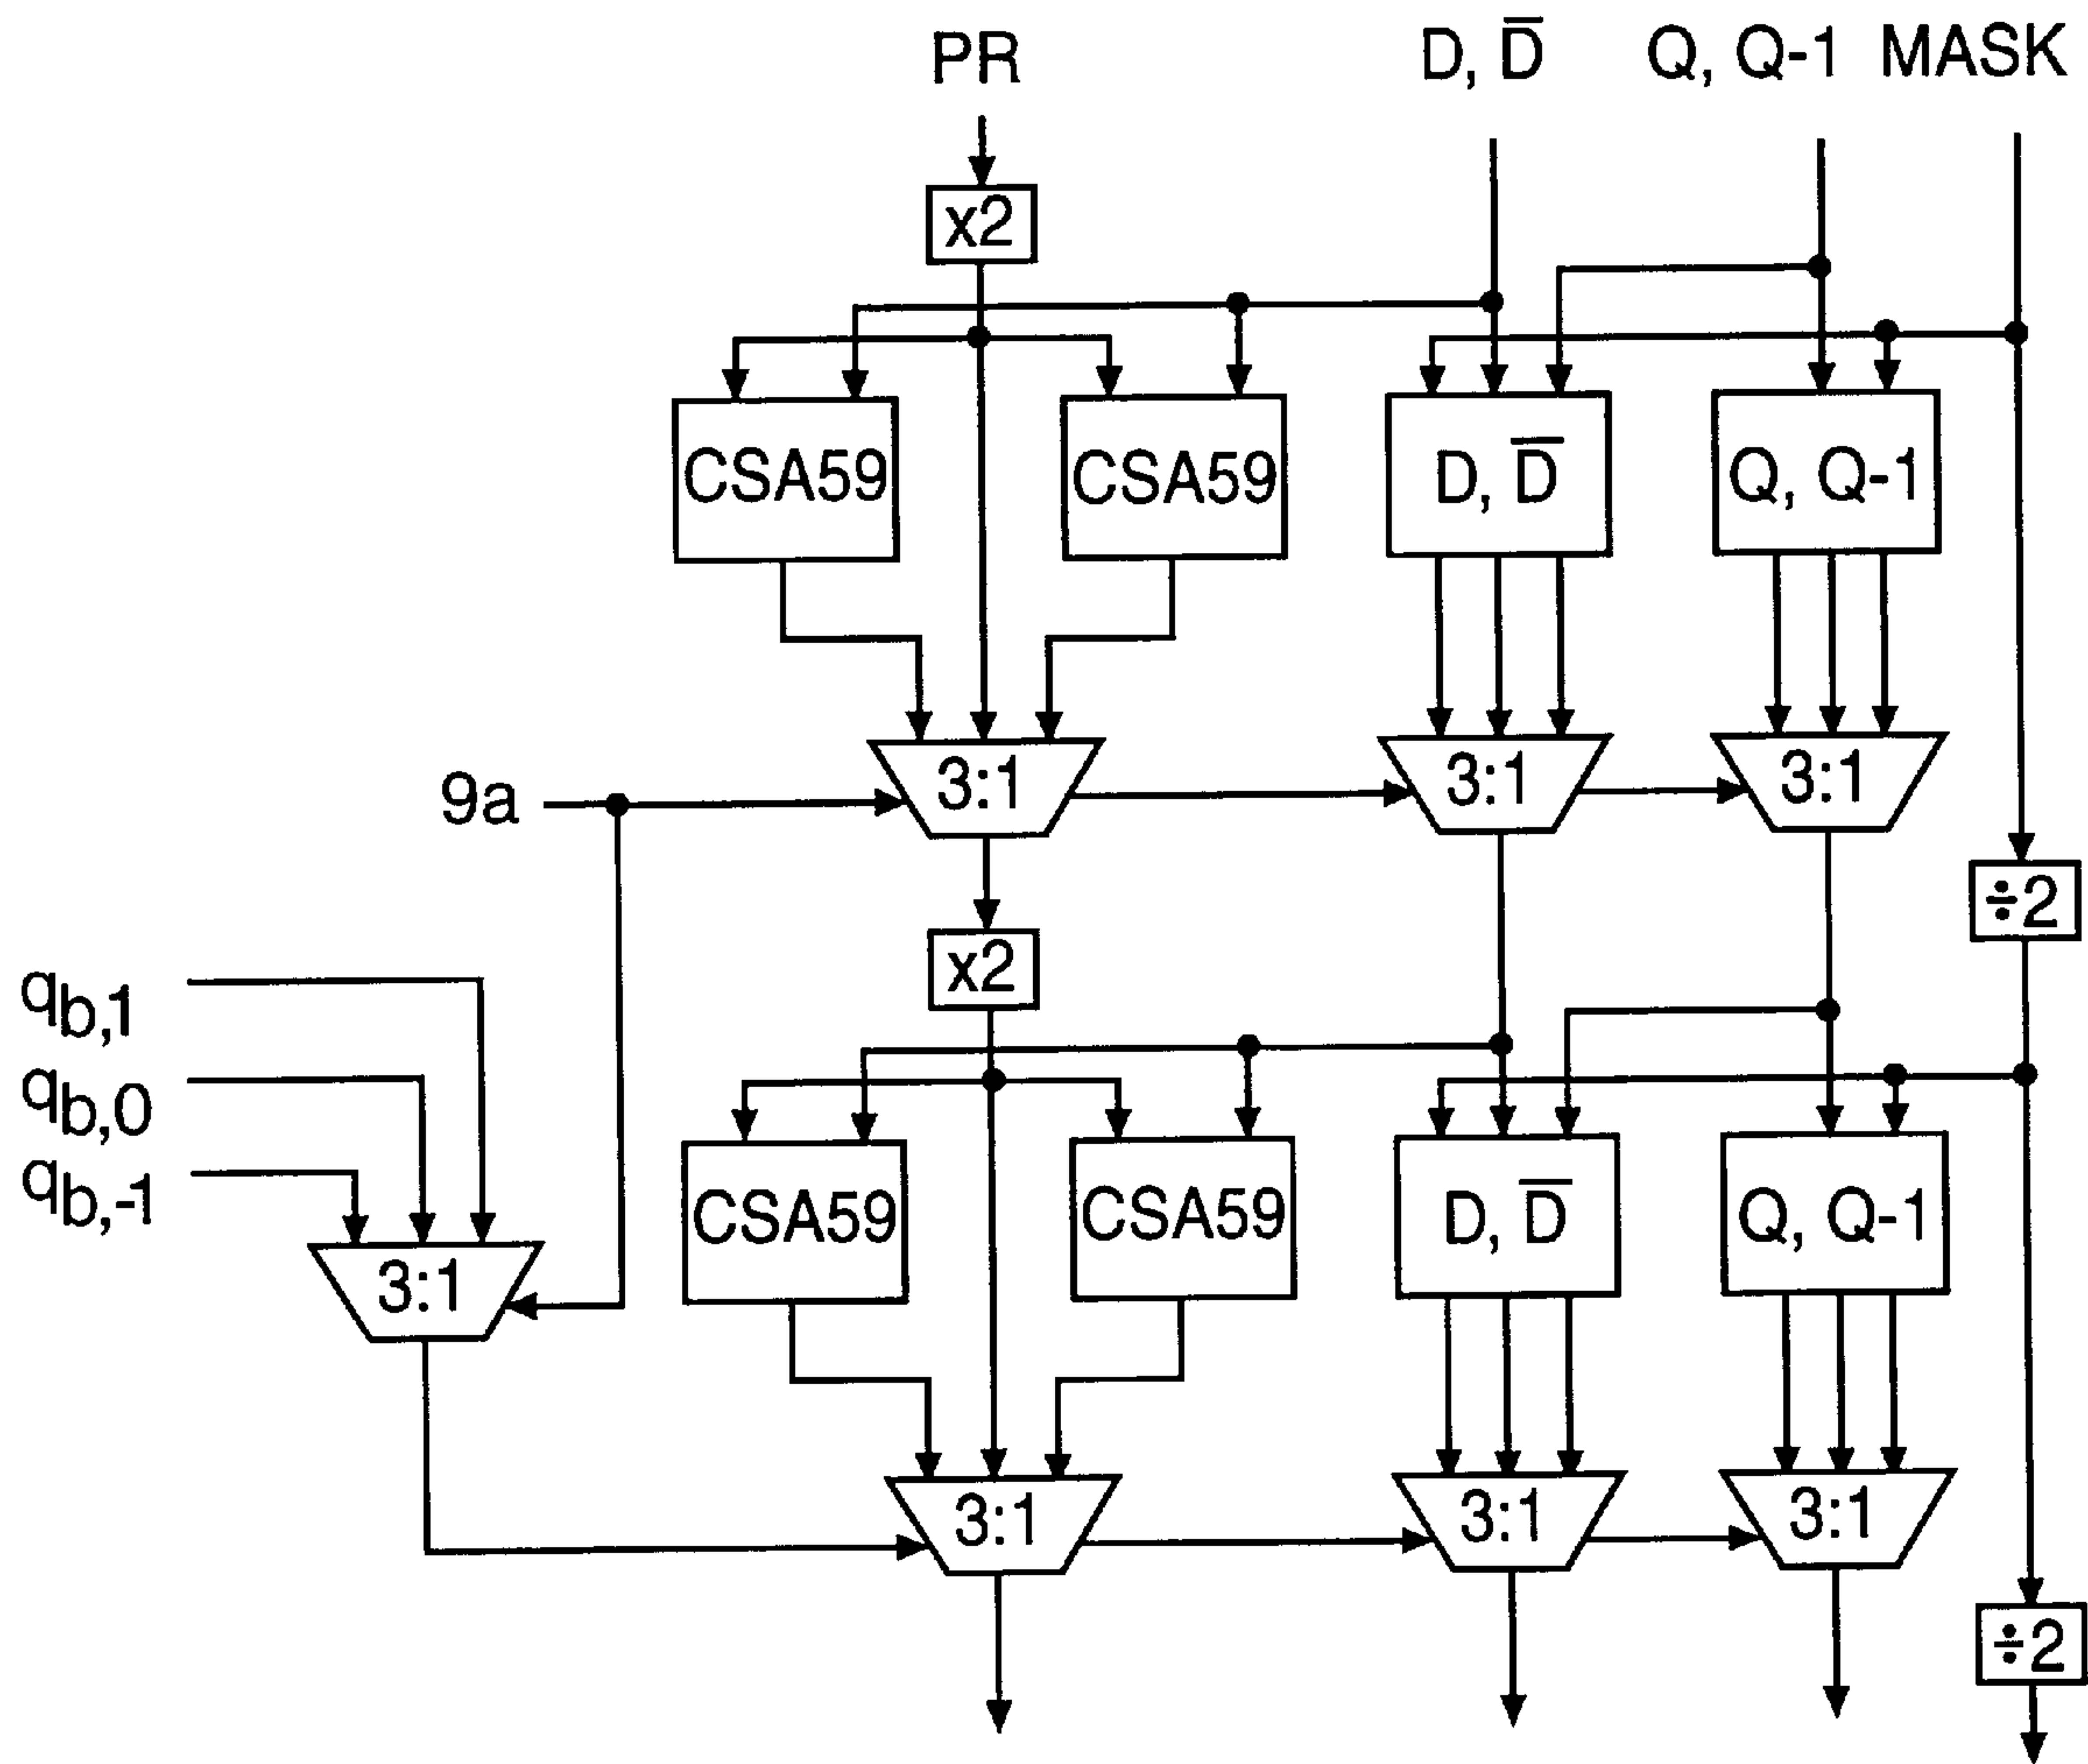 PR D, D̅ Q, Q-1 MASK
x2
CSA59 CSA59 D, D̅ Q, Q-1
3:1 3:1 3:1
9a
÷2
x2
qb,1
qb,0
qb,-1
CSA59 CSA59 D, D̅ Q, Q-1
3:1
3:1 3:1 3:1
÷2